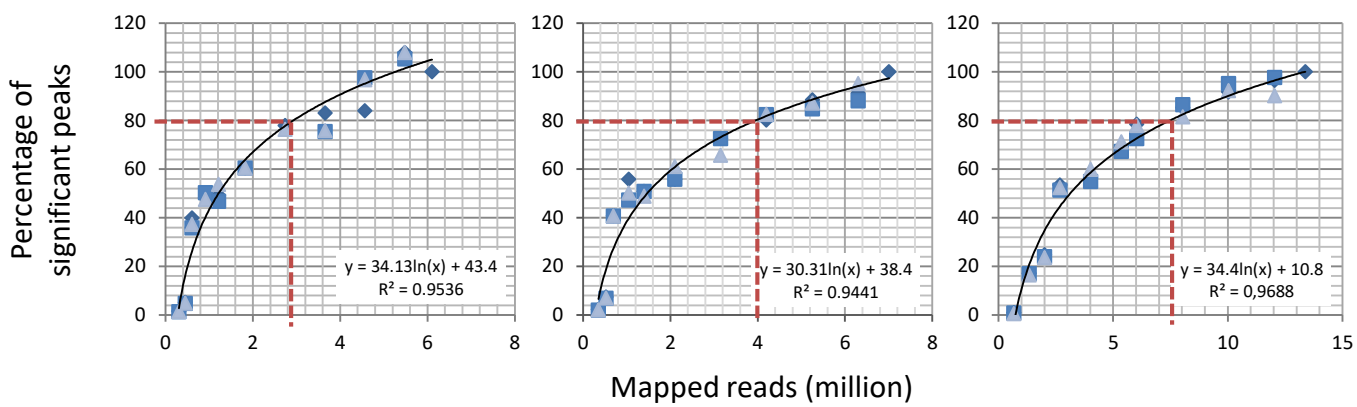 Percentage of
significant peaks
120
100
80
60
40
20
0
0 2 4 6 8
y = 34.13ln(x) + 43.4
R² = 0.9536
120
100
80
60
40
20
0
0 2 4 6 8
y = 30.31ln(x) + 38.4
R² = 0.9441
120
100
80
60
40
20
0
0 5 10 15
y = 34.4ln(x) + 10.8
R² = 0,9688
Mapped reads (million)